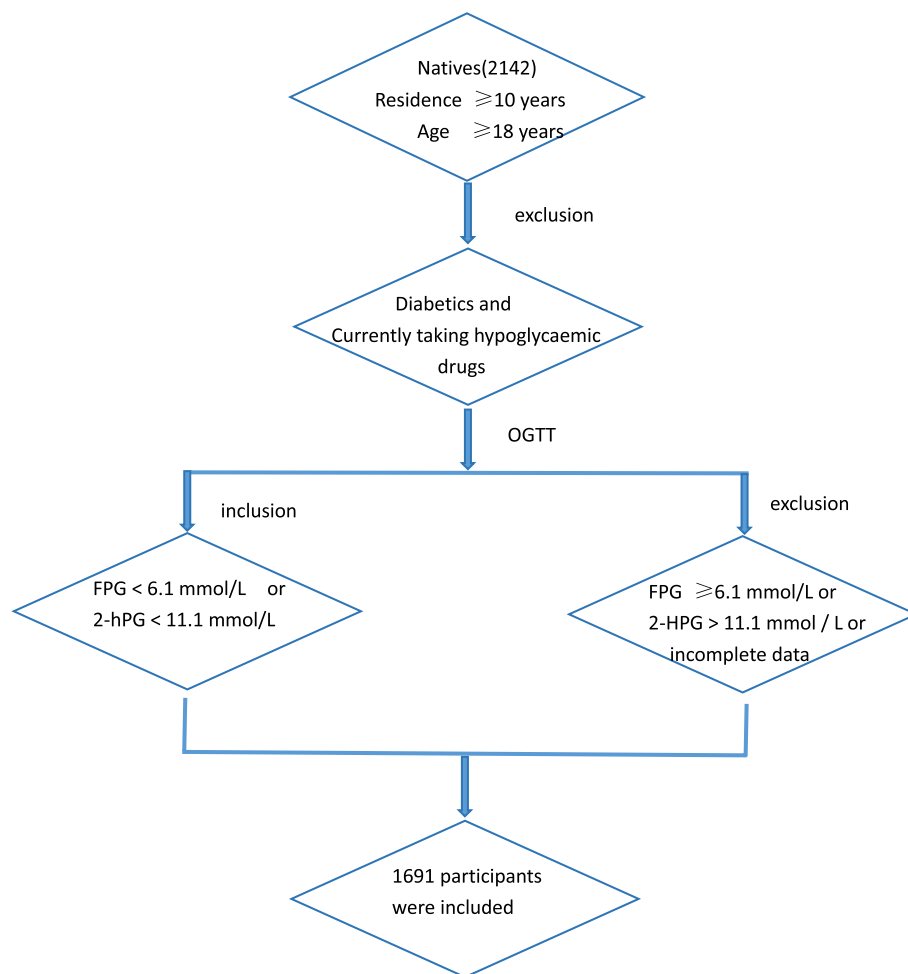 Natives(2142)
Residence ≥10 years
Age ≥18 years
exclusion
Diabetics and
Currently taking hypoglycaemic
drugs
OGTT
inclusion
exclusion
FPG < 6.1 mmol/L or
2-hPG < 11.1 mmol/L
FPG ≥6.1 mmol/L or
2-HPG > 11.1 mmol / L or
incomplete data
1691 participants
were included